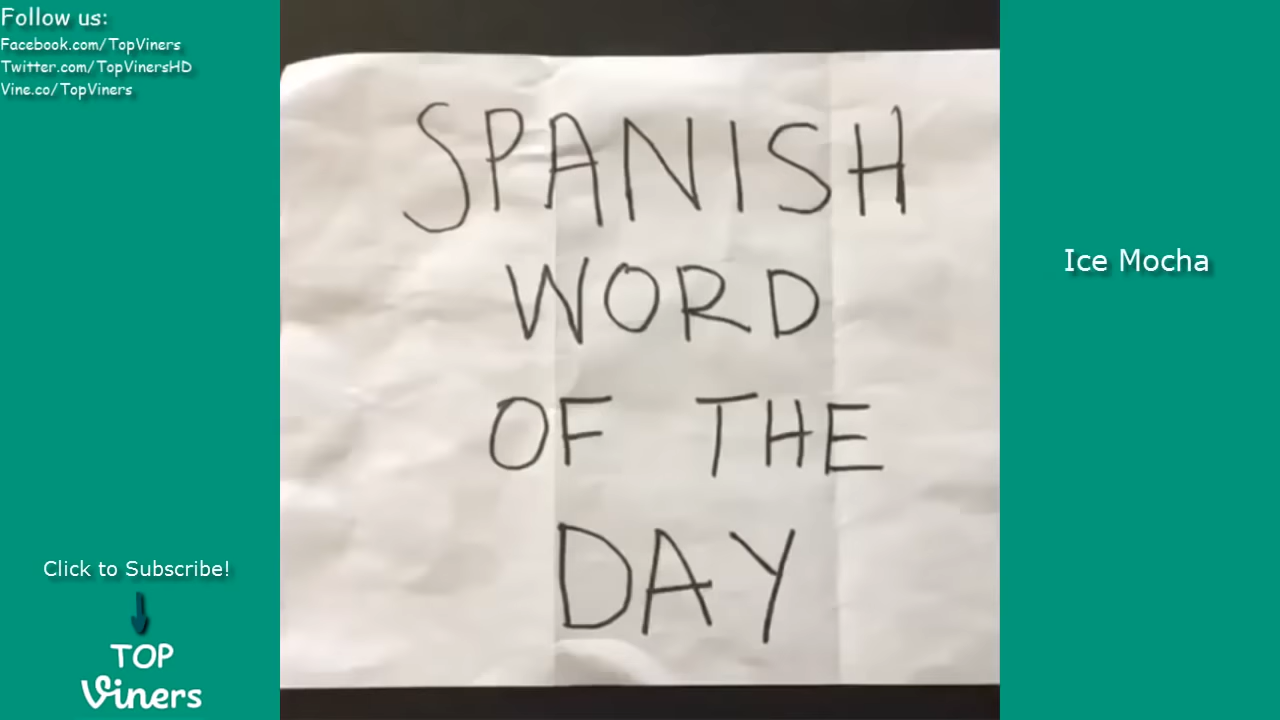 Follow us:
Facebook.com/TopViners
Twitter.com/TopVinersHD
Vine.co/TopViners
SPANISH
WORD
OF THE
DAY
Ice Mocha
Click to Subscribe!
TOP
Viners